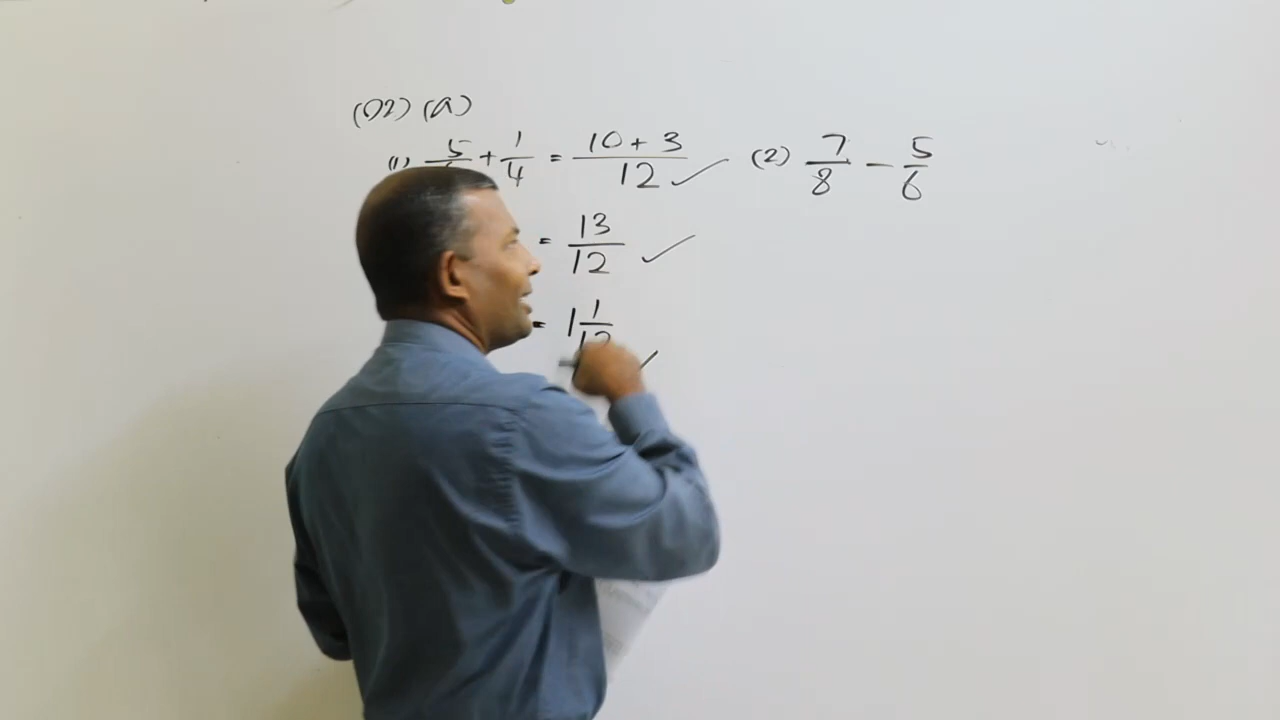 (02) (a)
(1) 5/6 + 1/4 = 10 + 3/12 ✓
= 13/12 ✓
= 1 1/12 ✓
(2) 7/8 − 5/6